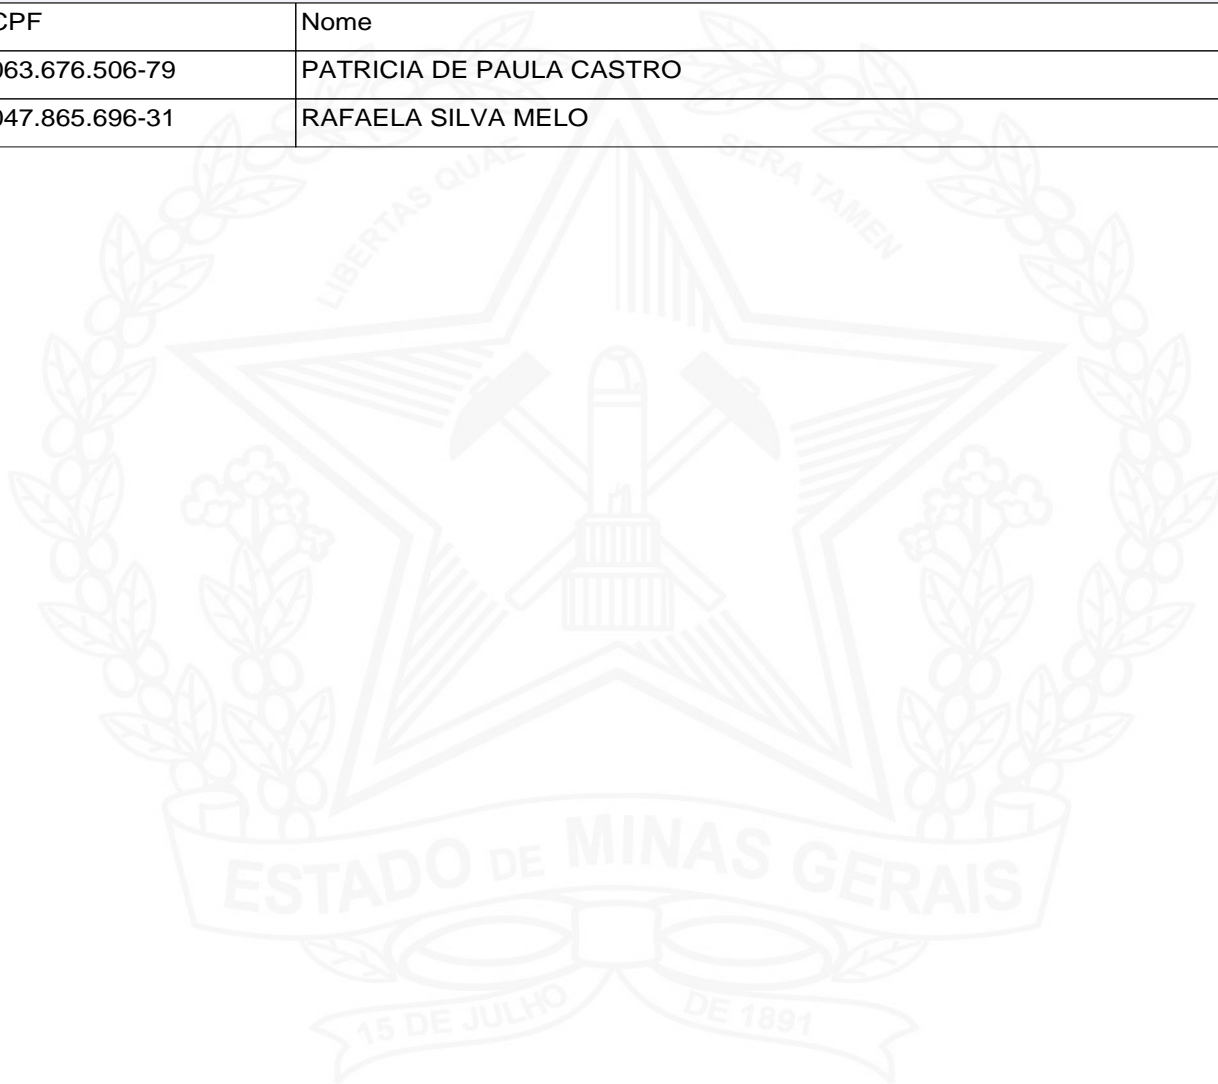 CPF Nome
063.676.506-79 PATRICIA DE PAULA CASTRO
047.865.696-31 RAFAELA SILVA MELO
LIBERTAS QUAE SERA TAMEN
ESTADO DE MINAS GERAIS
15 DE JULHO DE 1891